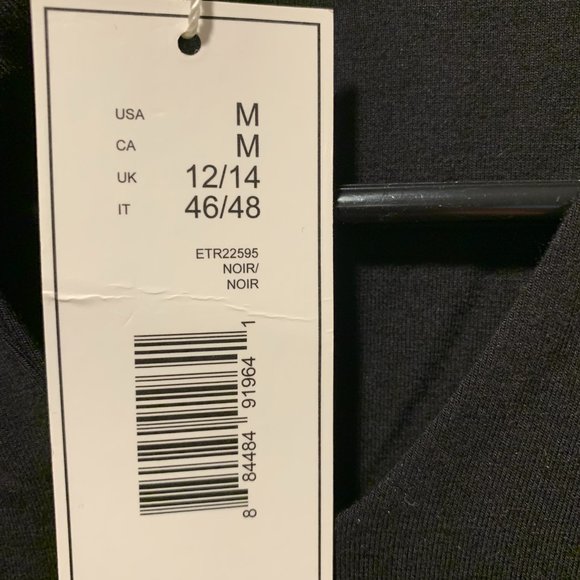 USA M
CA M
UK 12/14
IT 46/48
ETR22595
NOIR/
NOIR
8 84484 91964 1